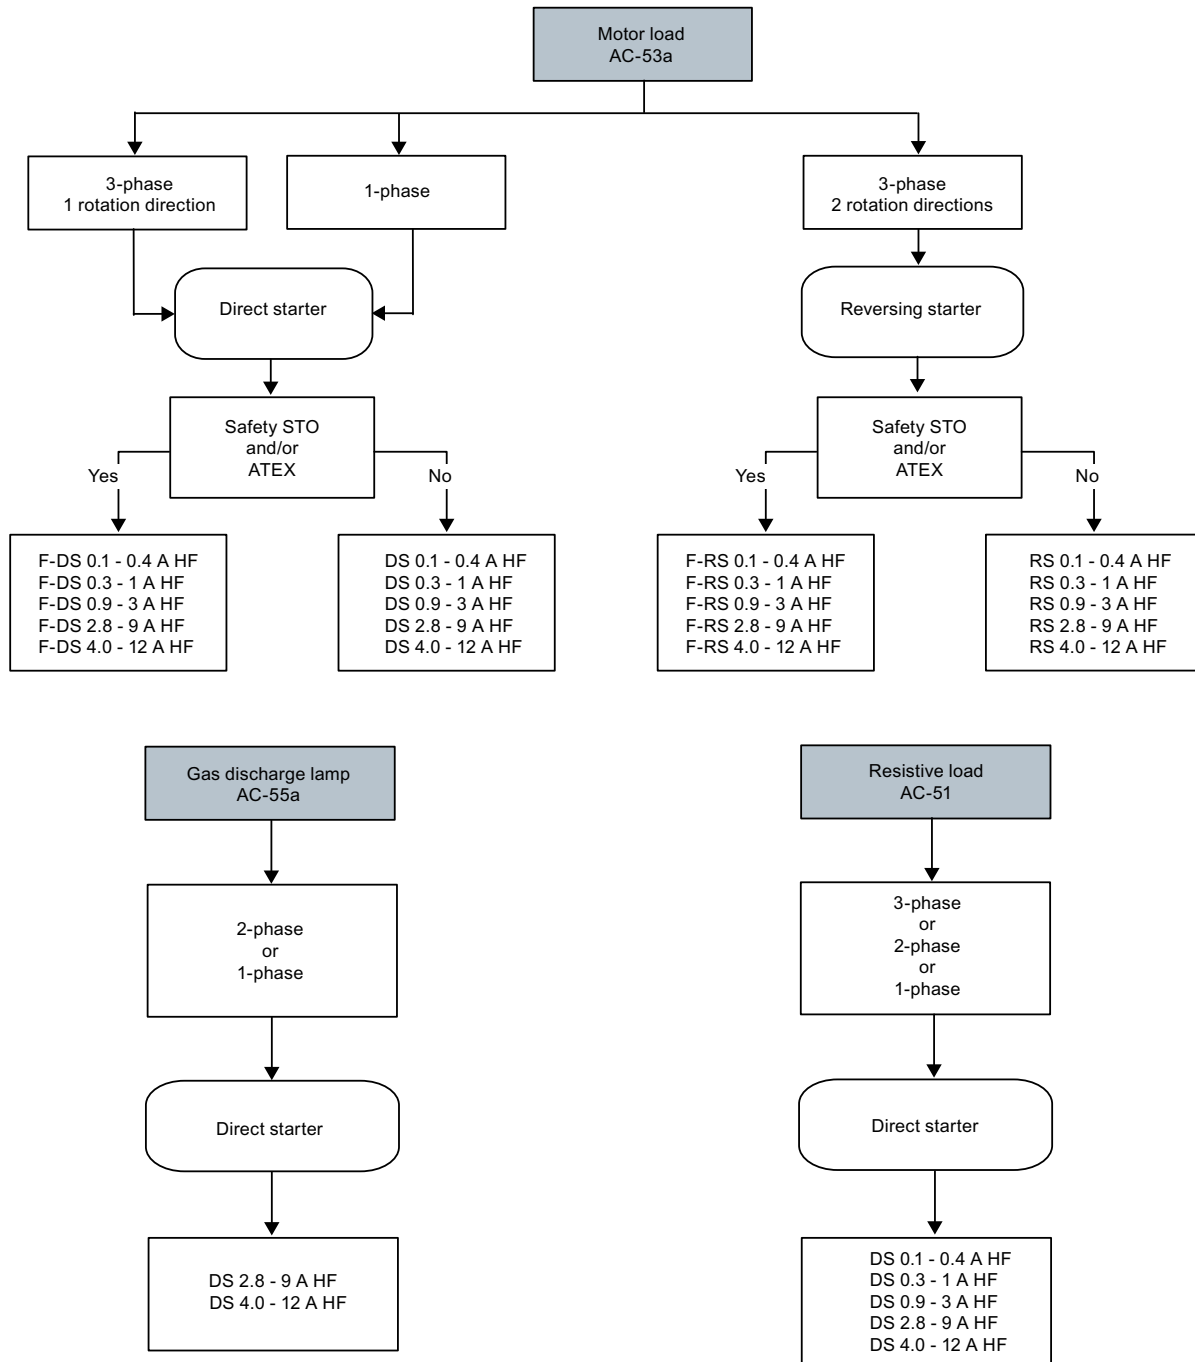 Motor load
AC-53a
3-phase
1 rotation direction
1-phase
3-phase
2 rotation directions
Direct starter
Reversing starter
Safety STO
and/or
ATEX
Yes
No
Safety STO
and/or
ATEX
Yes
No
F-DS 0.1 - 0.4 A HF
F-DS 0.3 - 1 A HF
F-DS 0.9 - 3 A HF
F-DS 2.8 - 9 A HF
F-DS 4.0 - 12 A HF
DS 0.1 - 0.4 A HF
DS 0.3 - 1 A HF
DS 0.9 - 3 A HF
DS 2.8 - 9 A HF
DS 4.0 - 12 A HF
F-RS 0.1 - 0.4 A HF
F-RS 0.3 - 1 A HF
F-RS 0.9 - 3 A HF
F-RS 2.8 - 9 A HF
F-RS 4.0 - 12 A HF
RS 0.1 - 0.4 A HF
RS 0.3 - 1 A HF
RS 0.9 - 3 A HF
RS 2.8 - 9 A HF
RS 4.0 - 12 A HF
Gas discharge lamp
AC-55a
2-phase
or
1-phase
Direct starter
DS 2.8 - 9 A HF
DS 4.0 - 12 A HF
Resistive load
AC-51
3-phase
or
2-phase
or
1-phase
Direct starter
DS 0.1 - 0.4 A HF
DS 0.3 - 1 A HF
DS 0.9 - 3 A HF
DS 2.8 - 9 A HF
DS 4.0 - 12 A HF